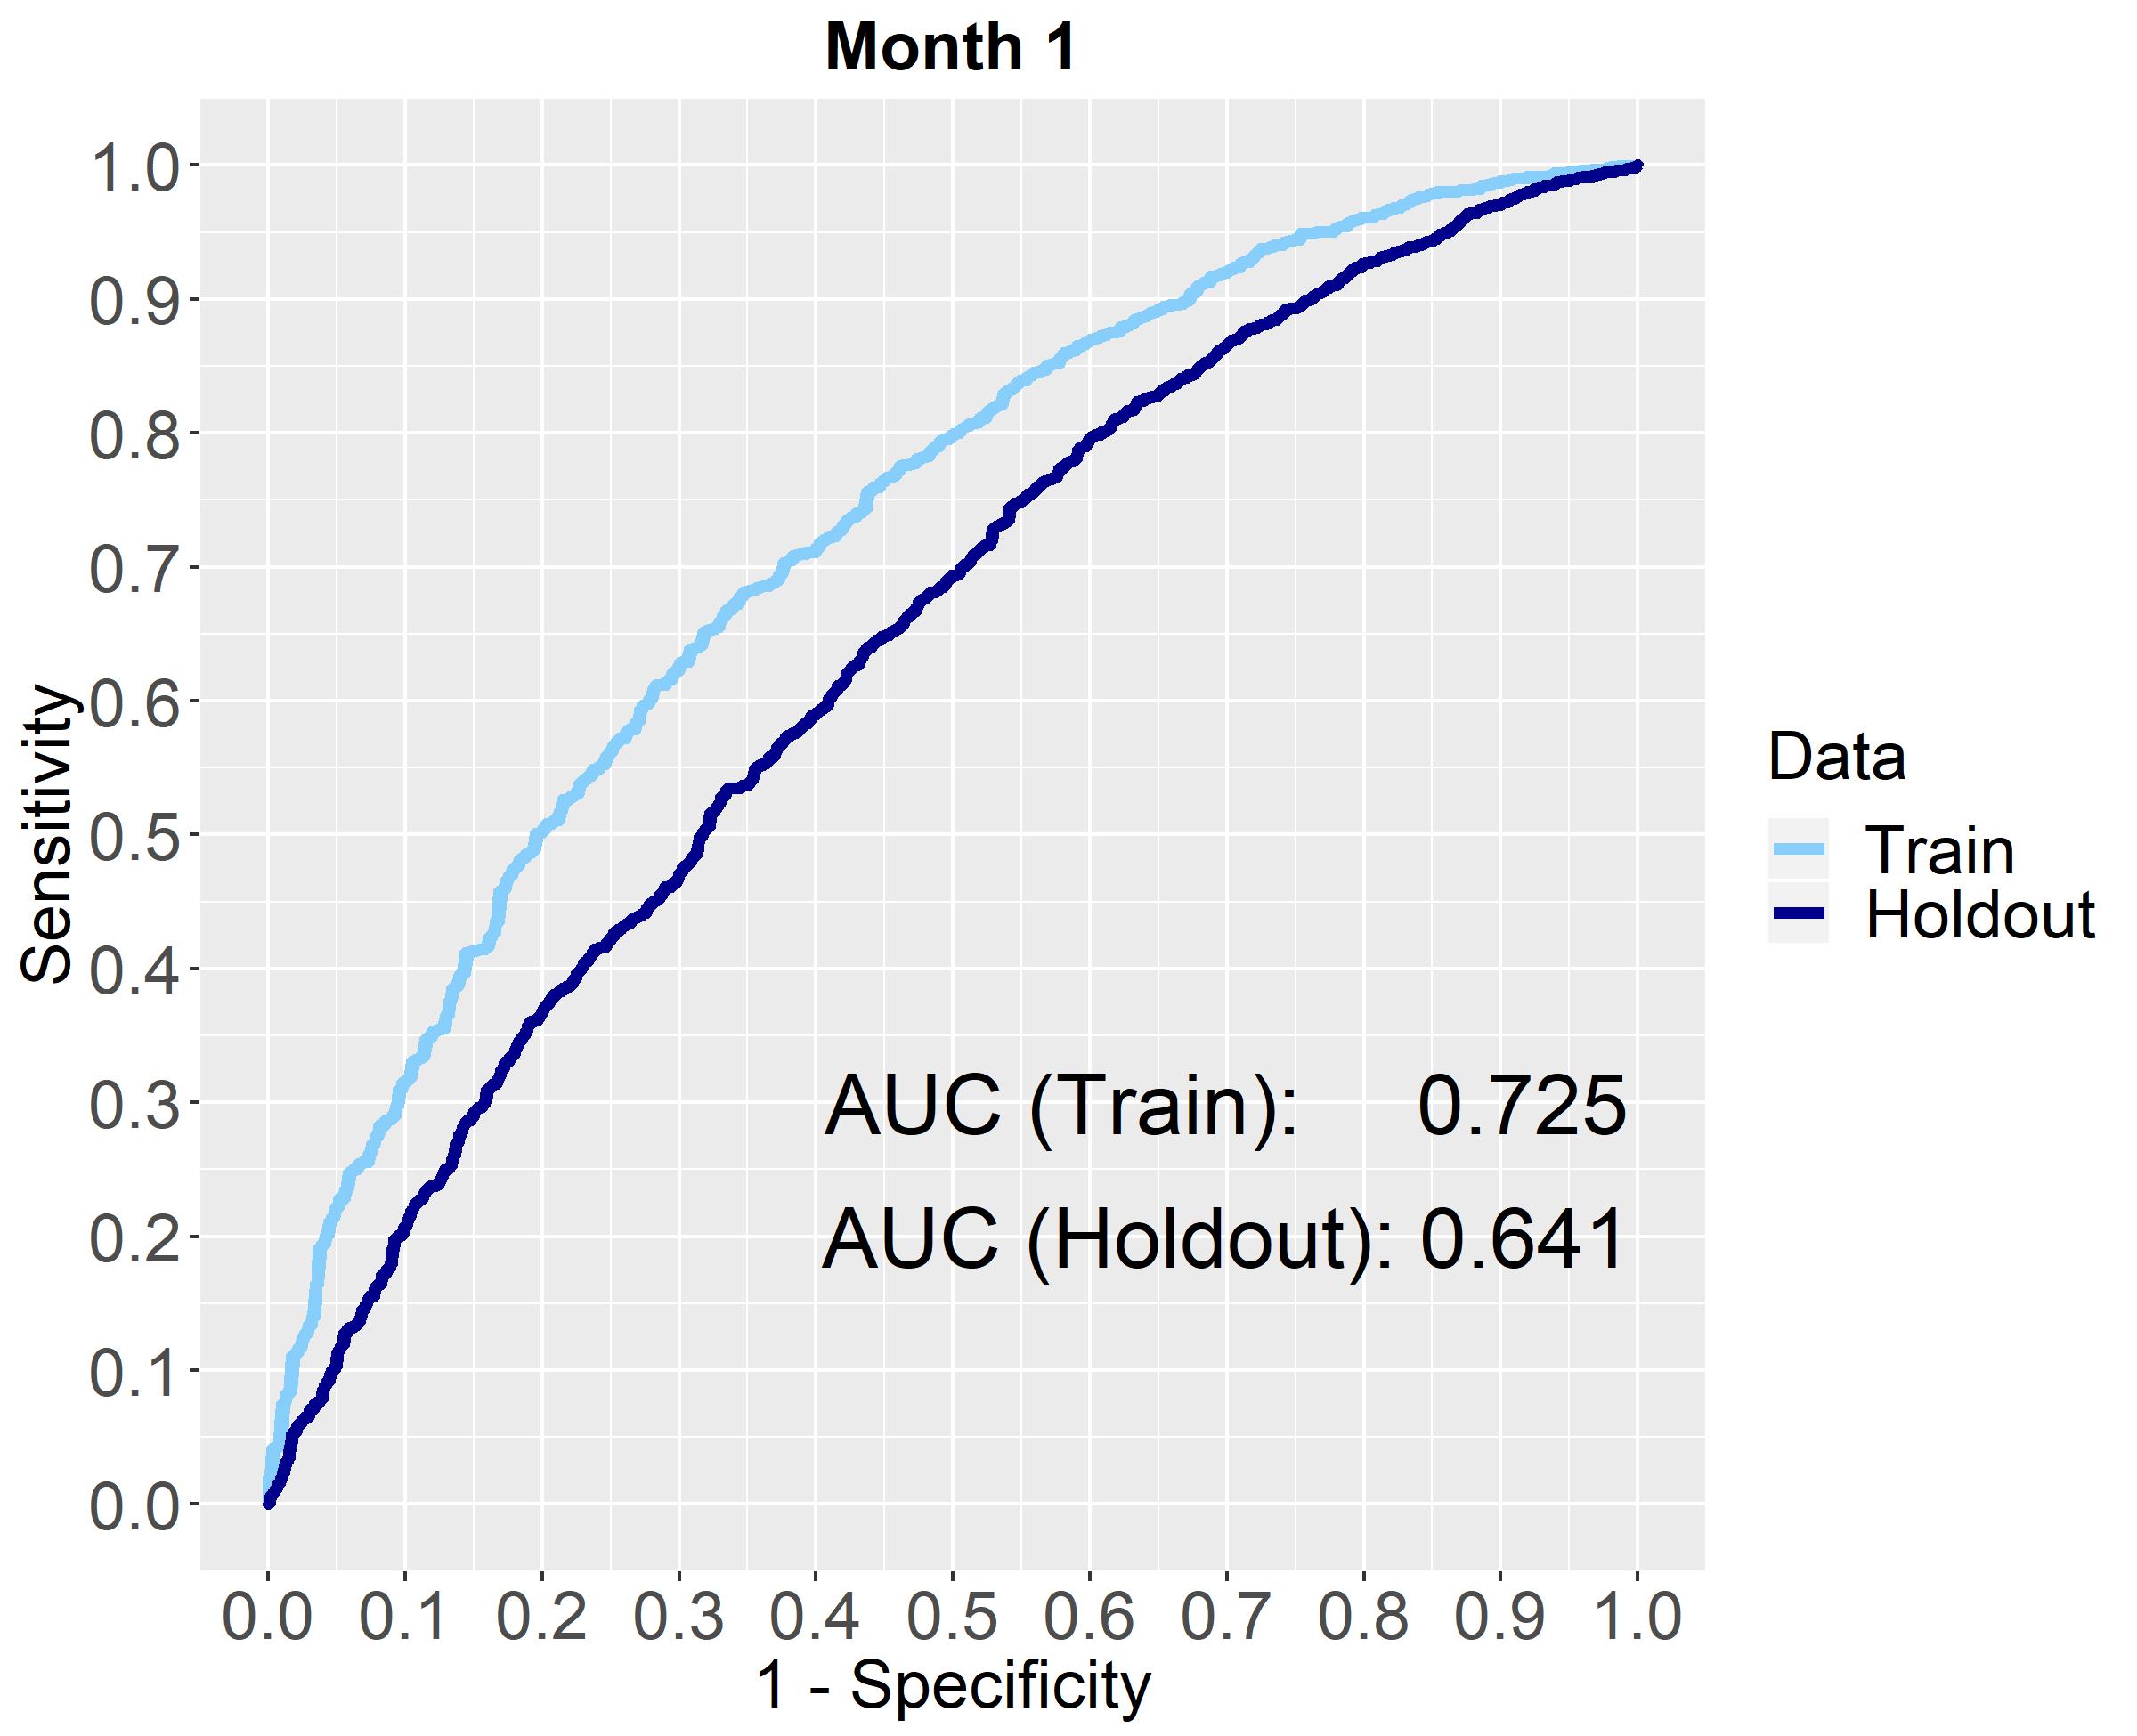 Month 1
Sensitivity
1.0
0.9
0.8
0.7
0.6
0.5
0.4
0.3
0.2
0.1
0.0
AUC (Train): 0.725
AUC (Holdout): 0.641
0.0 0.1 0.2 0.3 0.4 0.5 0.6 0.7 0.8 0.9 1.0
1 - Specificity
Data
Train
Holdout